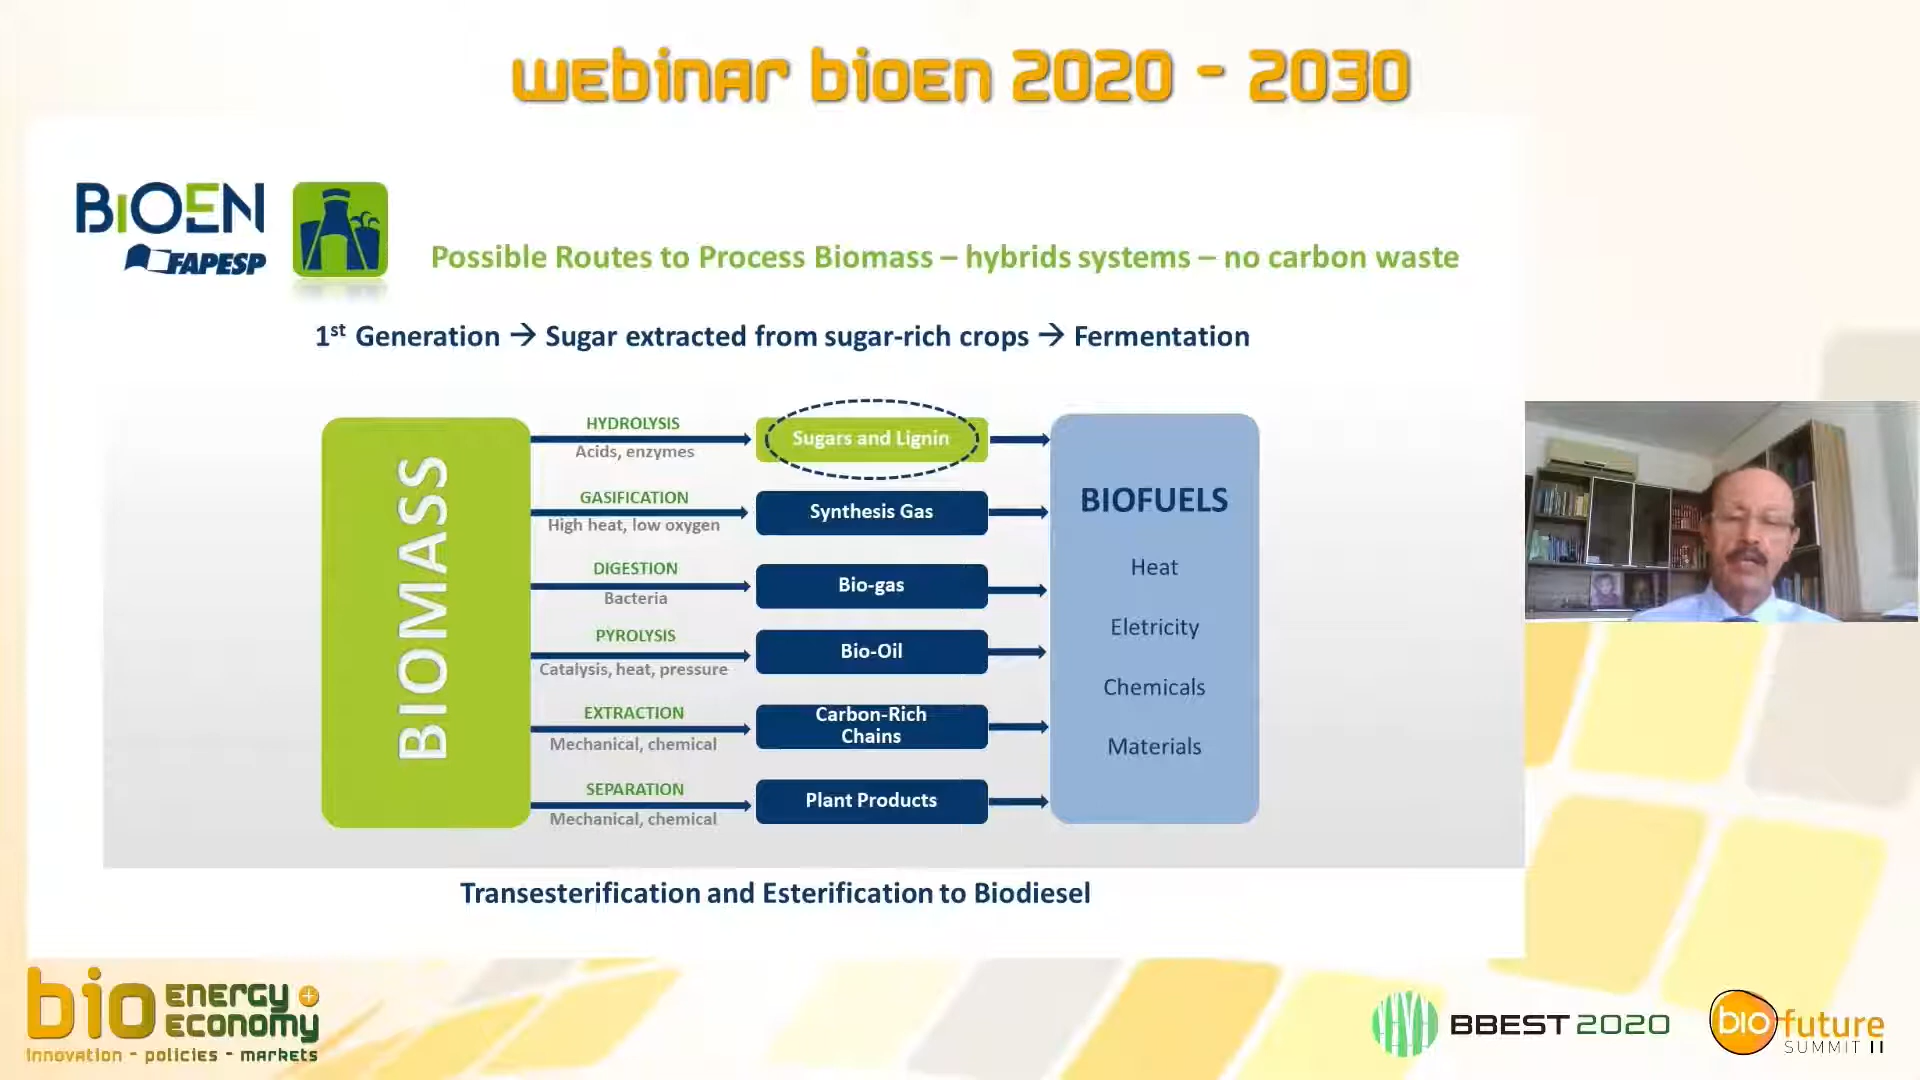 WEBINAR BIOEN 2020 - 2030
BIOEN
FAPESP
Possible Routes to Process Biomass – hybrids systems – no carbon waste
1st Generation → Sugar extracted from sugar-rich crops → Fermentation
BIOMASS
HYDROLYSIS
Acids, enzymes
Sugars and Lignin
GASIFICATION
High heat, low oxygen
Synthesis Gas
DIGESTION
Bacteria
Bio-gas
PYROLYSIS
Catalysis, heat, pressure
Bio-Oil
EXTRACTION
Mechanical, chemical
Carbon-Rich
Chains
SEPARATION
Mechanical, chemical
Plant Products
BIOFUELS
Heat
Eletricity
Chemicals
Materials
Transesterification and Esterification to Biodiesel
bio ENERGY +
ECONOMY
innovation - policies - markets
BBEST 2020
biofuture
SUMMIT II